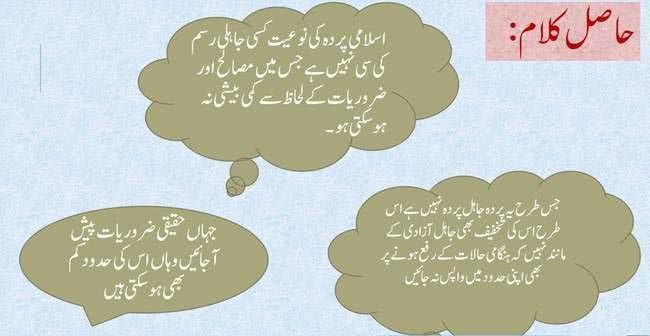 حاصل کلام:
اسلامی پردہ کی نوعیت کسی جاہلی رسم
کی سی نہیں ہے جس میں مصالح اور
ضروریات کے لحاظ سے کمی بیشی نہ
ہو سکتی ہو۔
جہاں حقیقی ضروریات پیش
آجائیں وہاں اس کی حدود کم
بھی ہو سکتی ہیں
جس طرح یہ پردہ جاہل پردہ نہیں ہے اس
طرح اس کی تخفیف بھی جاہل آزادی کے
مانند نہیں کہ ہنگامی حالات کے رفع ہونے پر
بھی اپنی حدود میں واپس نہ جائیں